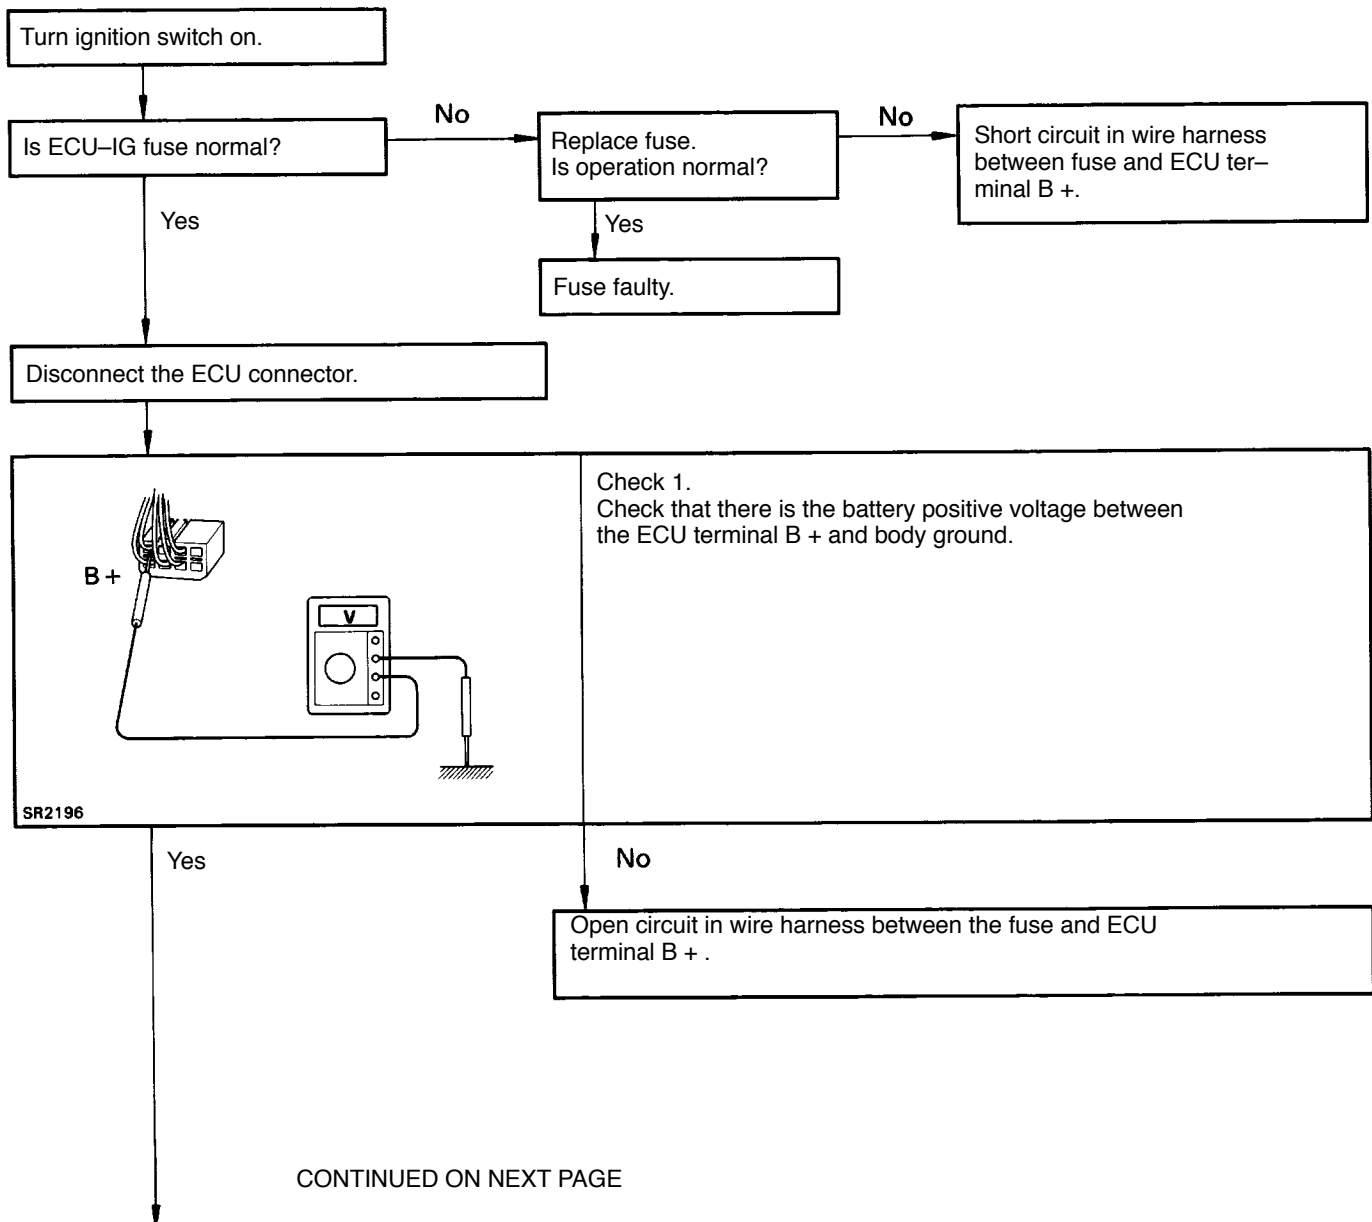 Turn ignition switch on.
Is ECU–IG fuse normal?
No
Replace fuse.
Is operation normal?
No
Short circuit in wire harness
between fuse and ECU ter–
minal B +.
Yes
Yes
Fuse faulty.
Disconnect the ECU connector.
Check 1.
Check that there is the battery positive voltage between
the ECU terminal B + and body ground.
B +
V
SR2196
Yes
No
Open circuit in wire harness between the fuse and ECU
terminal B + .
CONTINUED ON NEXT PAGE